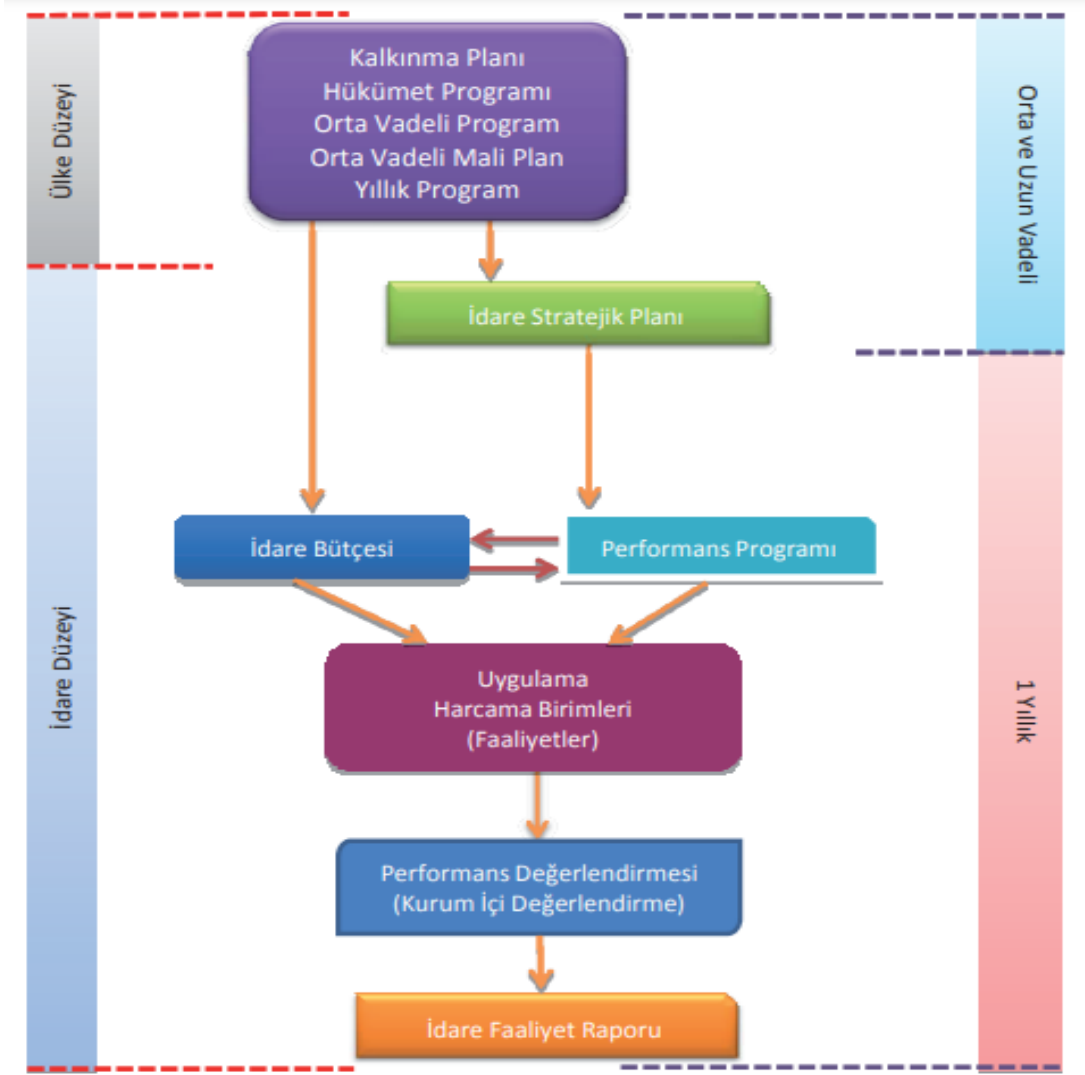 Ülke Düzeyi
Kalkınma Planı
Hükümet Programı
Orta Vadeli Program
Orta Vadeli Mali Plan
Yıllık Program
Orta ve Uzun Vadeli
İdare Stratejik Planı
İdare Bütçesi
Performans Programı
İdare Düzeyi
Uygulama
Harcama Birimleri
(Faaliyetler)
1 Yıllık
Performans Değerlendirmesi
(Kurum İçi Değerlendirme)
İdare Faaliyet Raporu